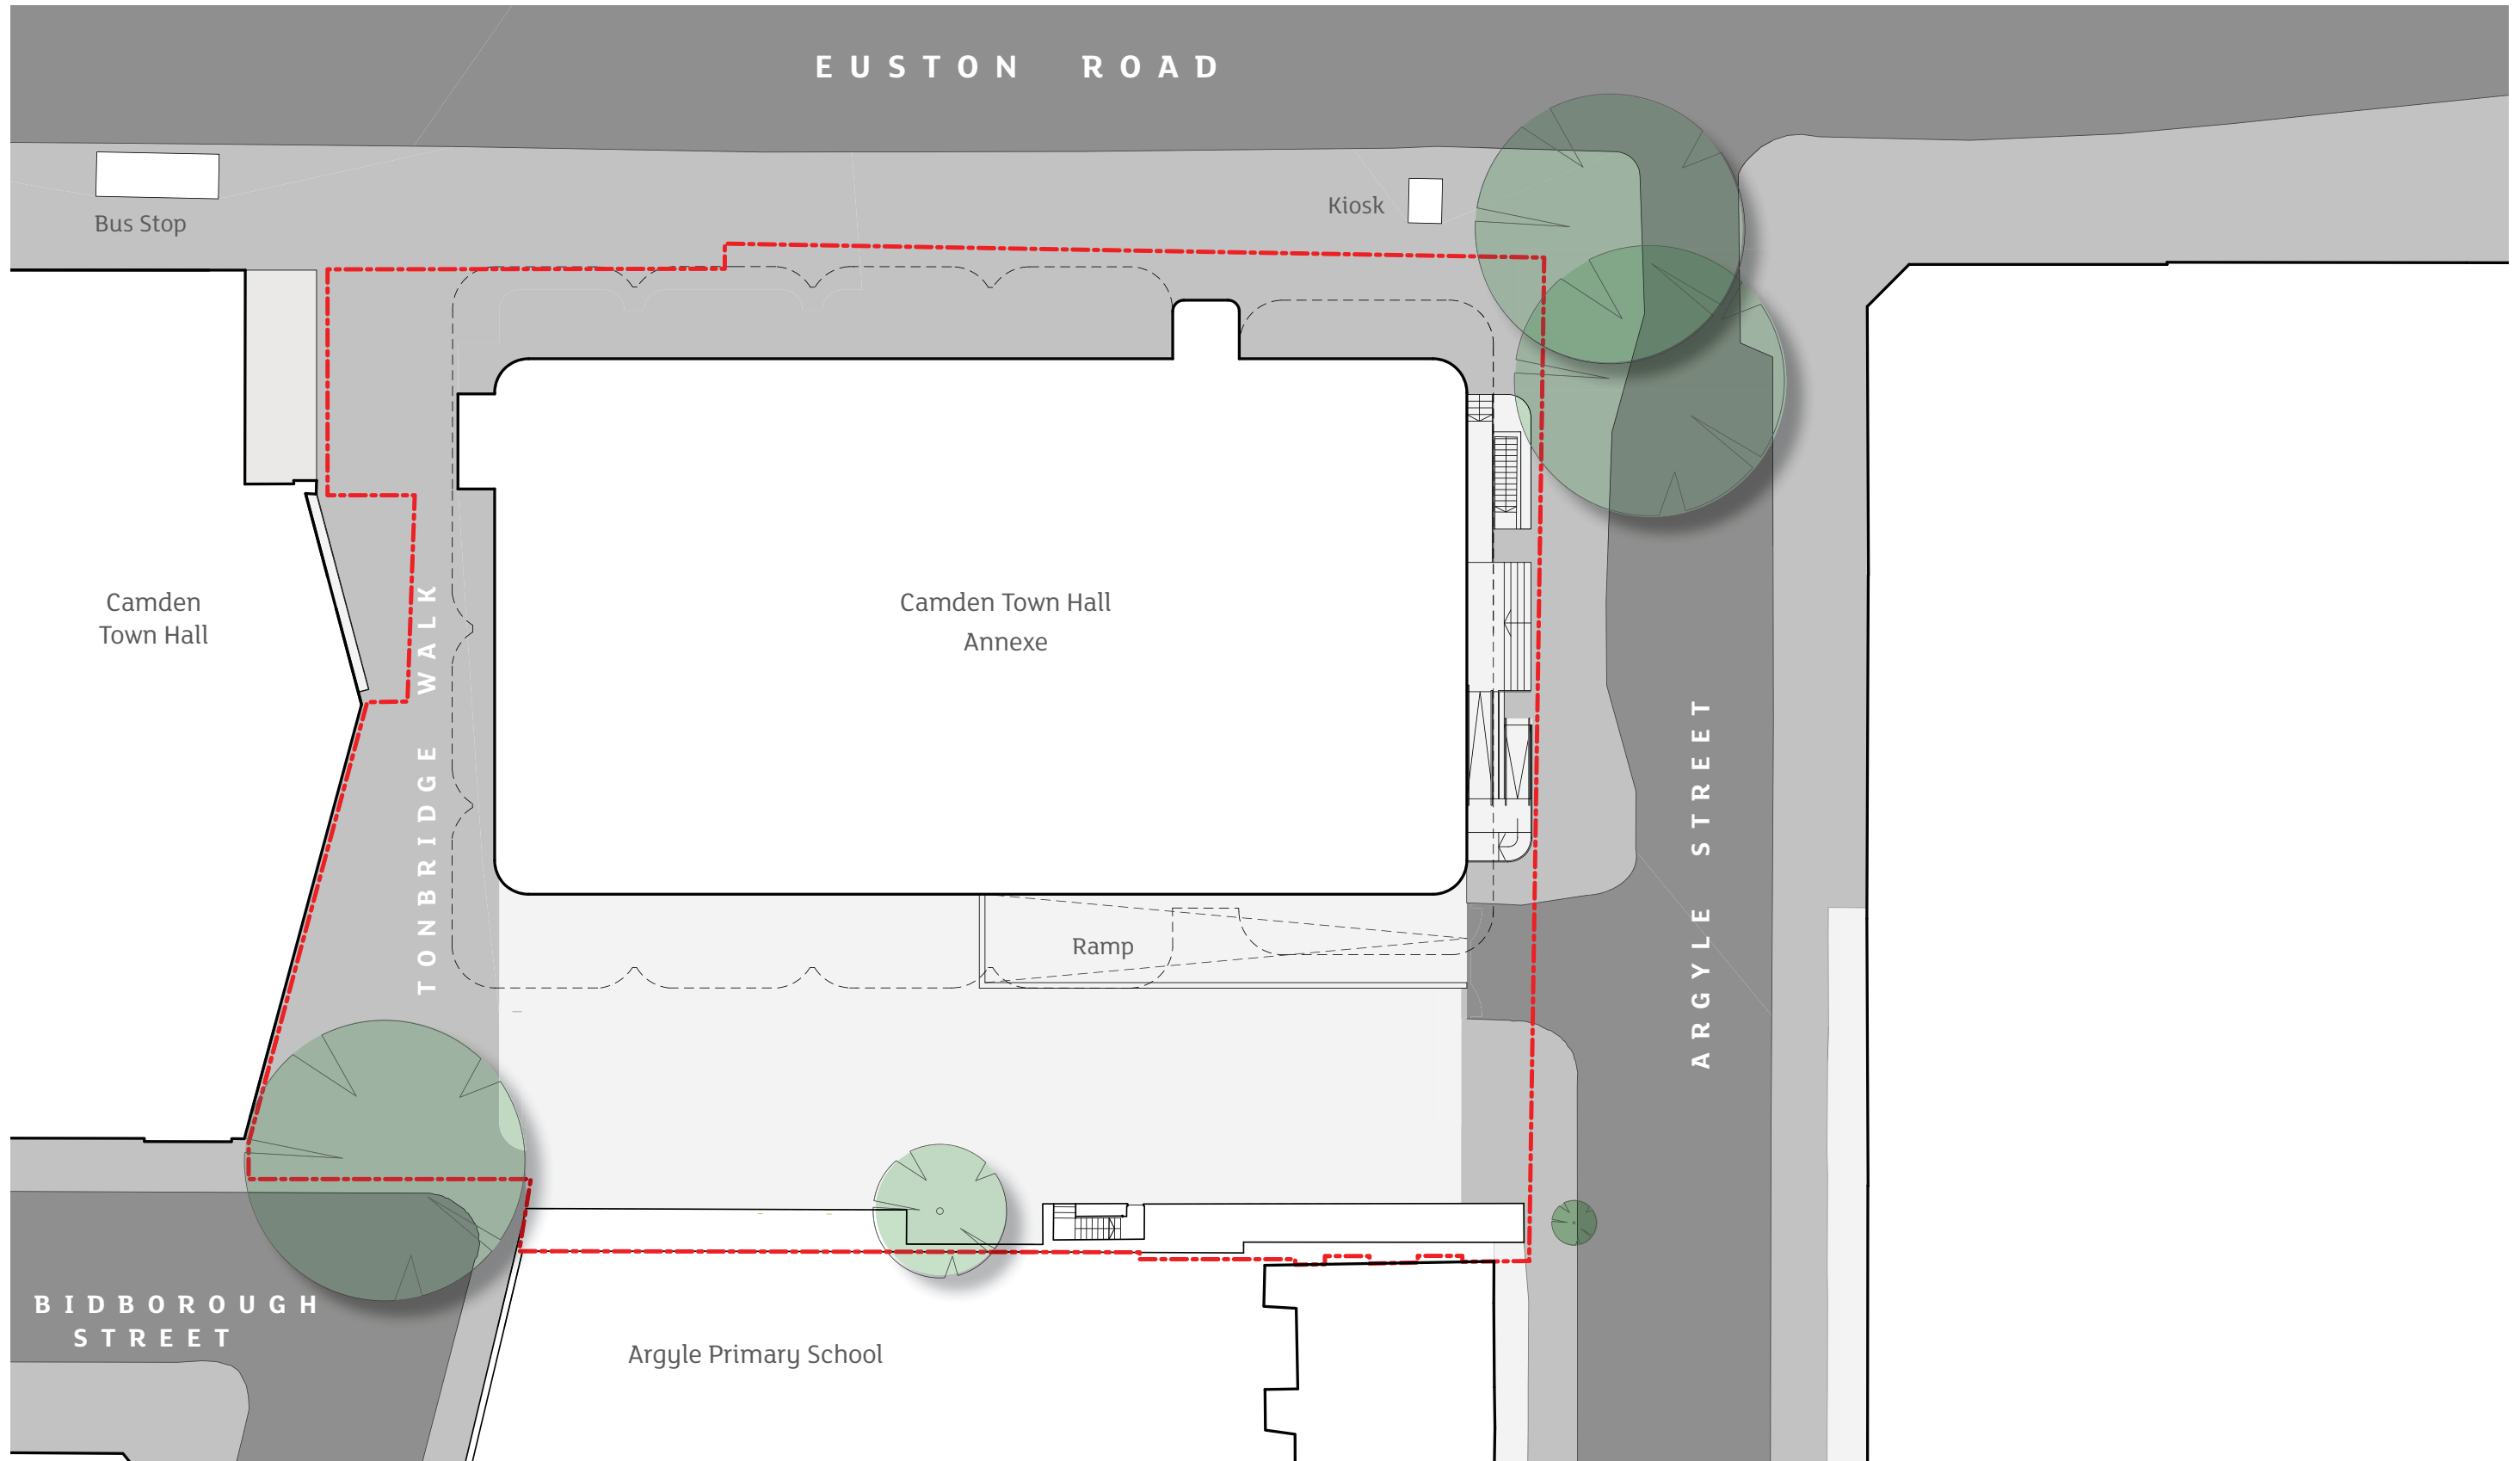 EUSTON ROAD
Bus Stop
Kiosk
Camden
Town Hall
TONBRIDGE WALK
Camden Town Hall
Annexe
ARGYLE STREET
Ramp
BIDBOROUGH
STREET
Argyle Primary School